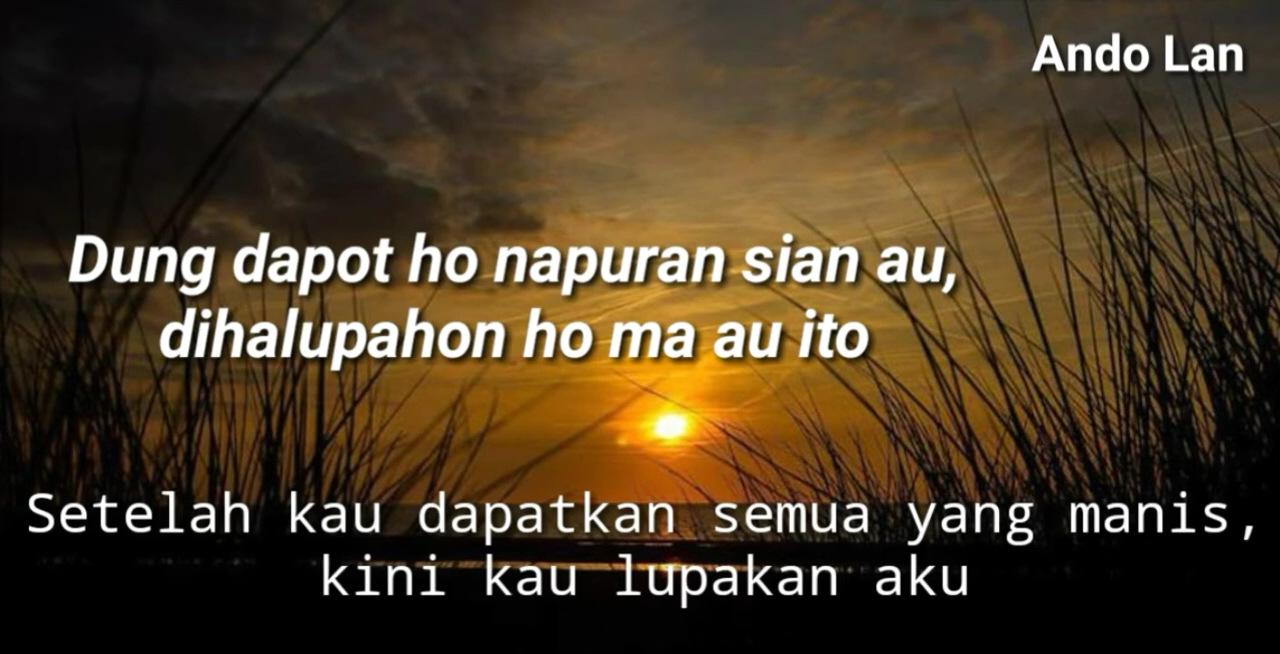 Ando Lan
Dung dapot ho napuran sian au,
dihalupahon ho ma au ito
Setelah kau dapatkan semua yang manis,
kini kau lupakan aku